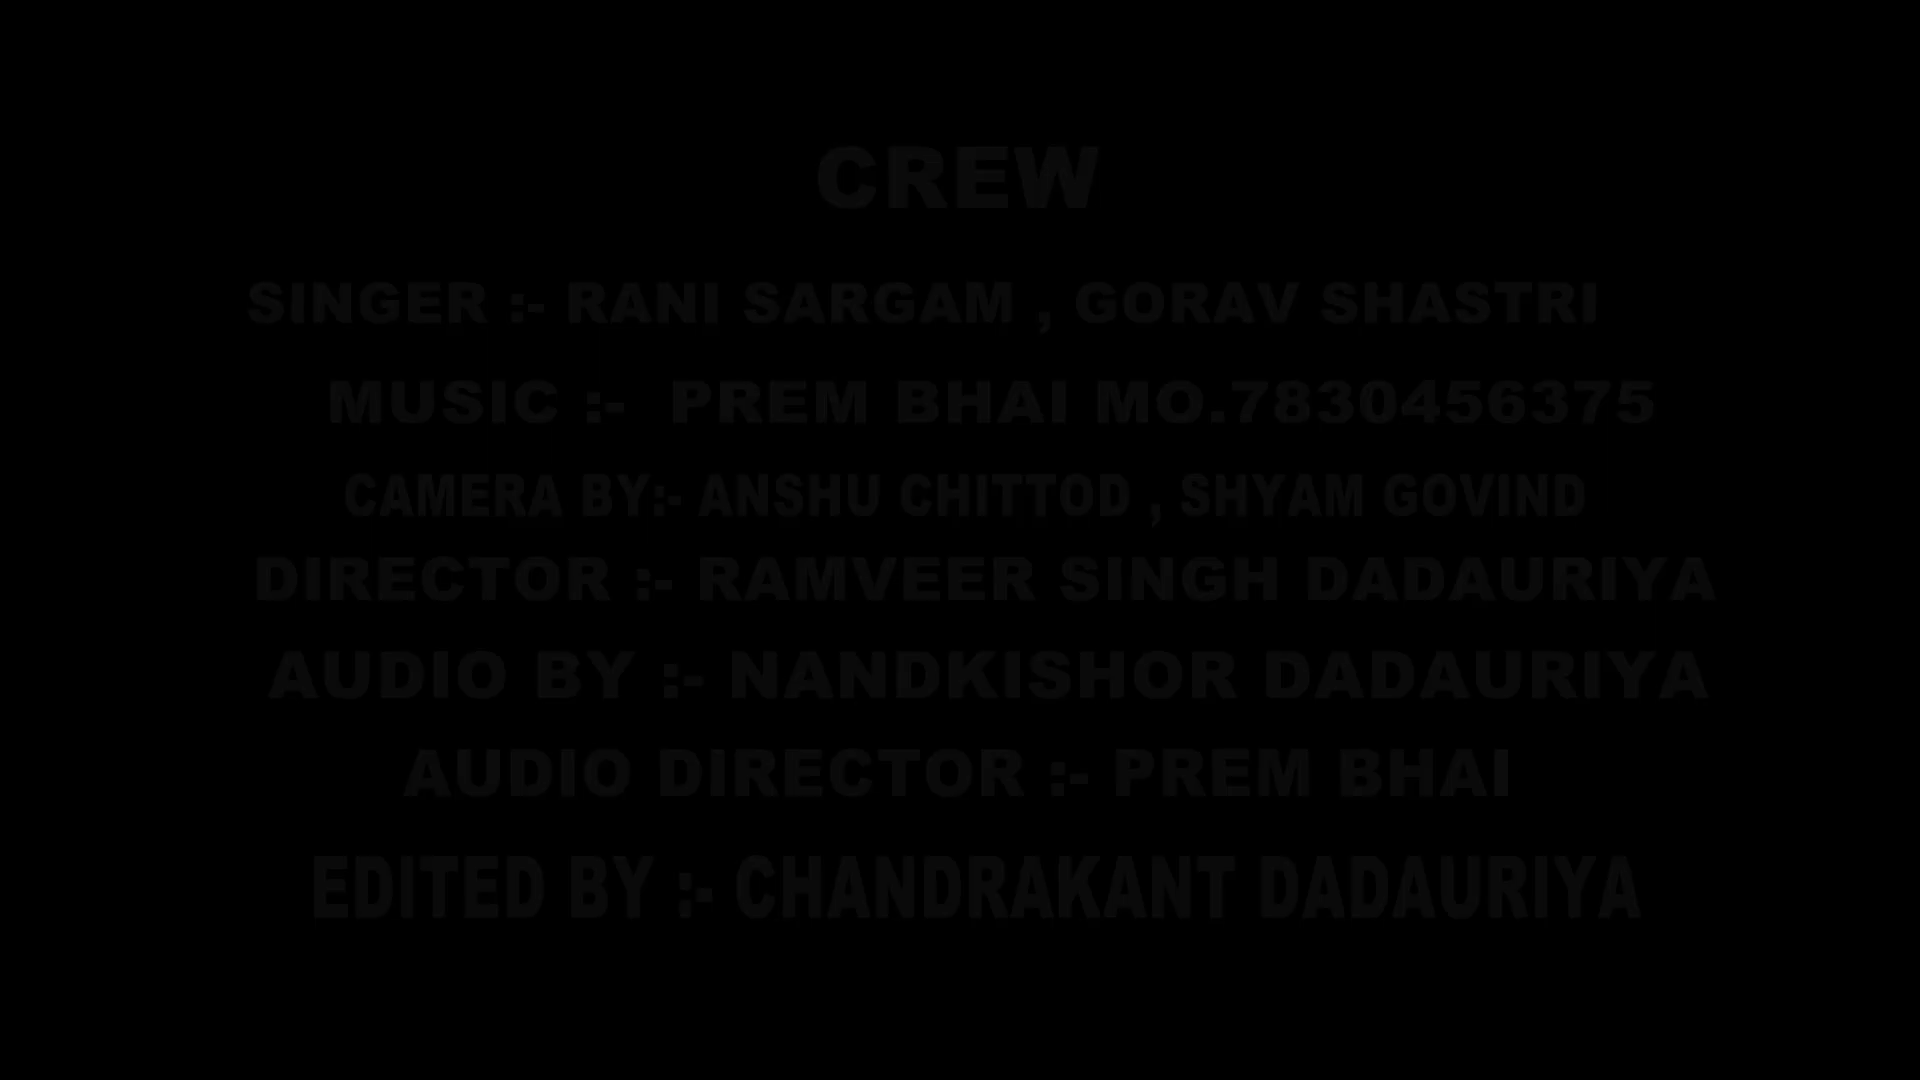 CREW
SINGER :- RANI SARGAM , GORAV SHASTRI
MUSIC :- PREM BHAI MO.7830456375
CAMERA BY:- ANSHU CHITTOD , SHYAM GOVIND
DIRECTOR :- RAMVEER SINGH DADAURIYA
AUDIO BY :- NANDKISHOR DADAURIYA
AUDIO DIRECTOR :- PREM BHAI
EDITED BY :- CHANDRAKANT DADAURIYA